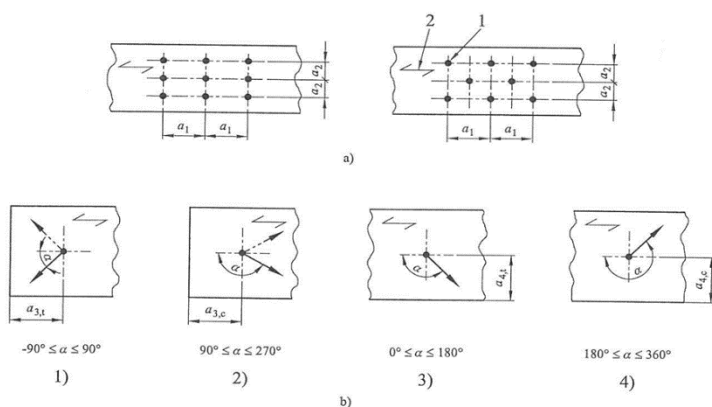 2 1
a₂
a₂
a₂
a₂
a₁ a₁
a₁ a₁
a)
α
α
α
α
a₃,t
a₃,c
a₄,t
a₄,c
-90° ≤ α ≤ 90°
90° ≤ α ≤ 270°
0° ≤ α ≤ 180°
180° ≤ α ≤ 360°
1)
2)
3)
4)
b)